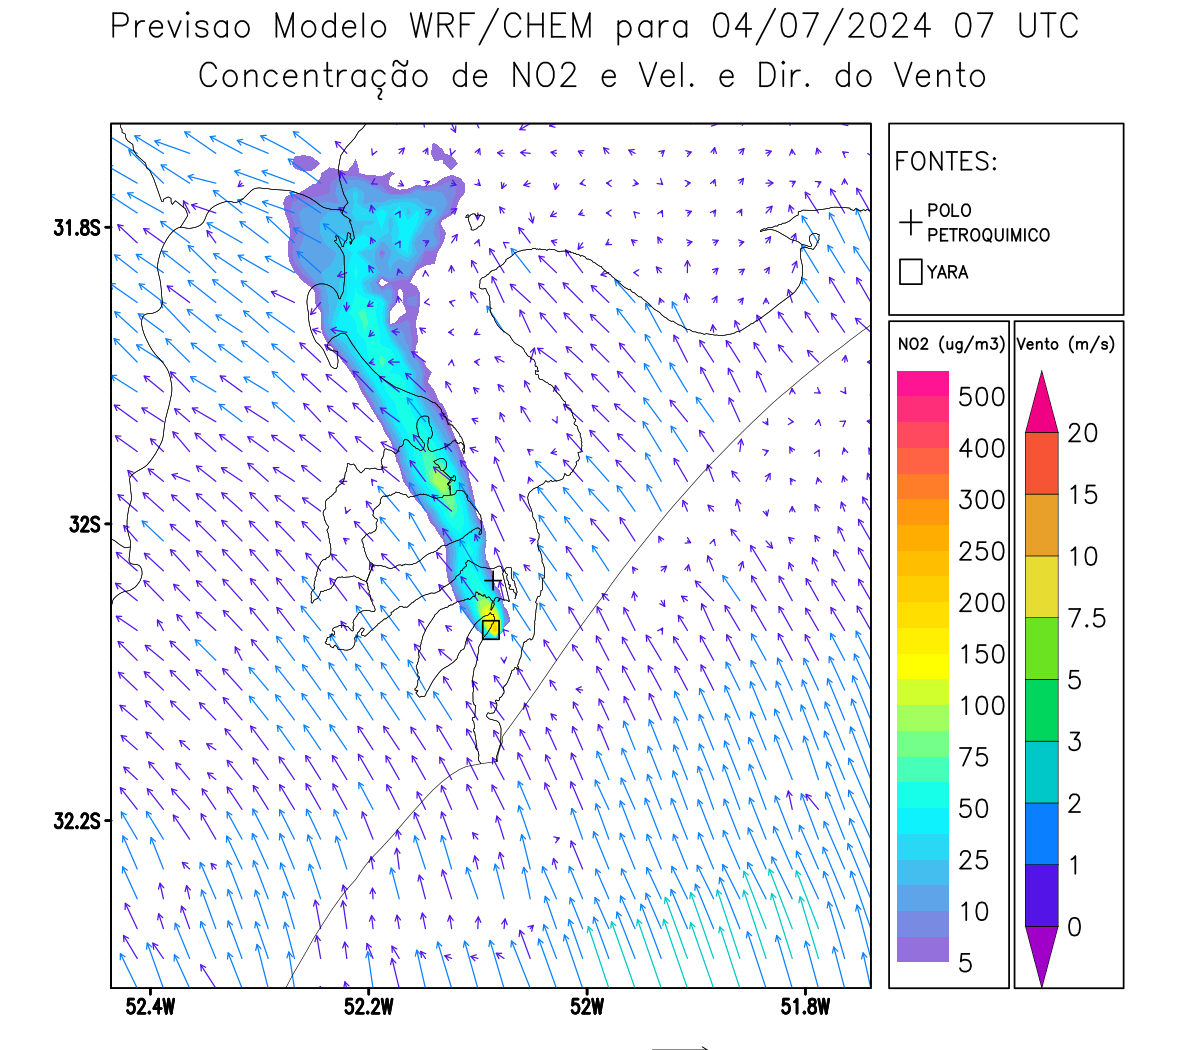 Previsao Modelo WRF/CHEM para 04/07/2024 07 UTC
Concentração de NO2 e Vel. e Dir. do Vento
FONTES:
POLO
PETROQUIMICO
YARA
NO2 (ug/m3)
500
400
300
250
200
150
100
75
50
25
10
5
Vento (m/s)
20
15
10
7.5
5
3
2
1
0
31.8S
32S
32.2S
52.4W
52.2W
52W
51.8W